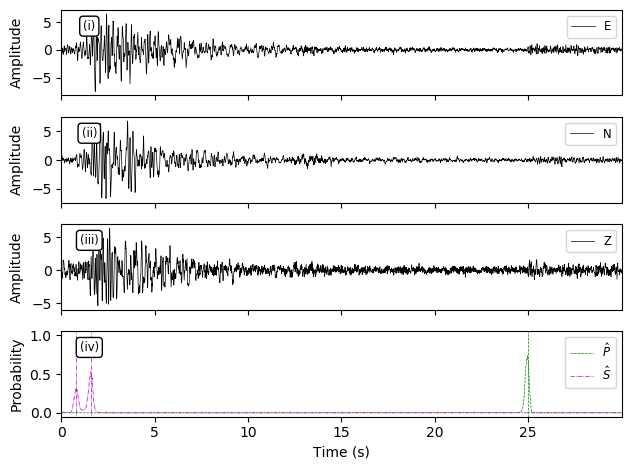 Amplitude
5
0
−5
(i)
E
Amplitude
5
0
−5
(ii)
N
Amplitude
5
0
−5
(iii)
Z
Probability
1.0
0.5
0.0
(iv)
P̂
Ŝ
0 5 10 15 20 25
Time (s)